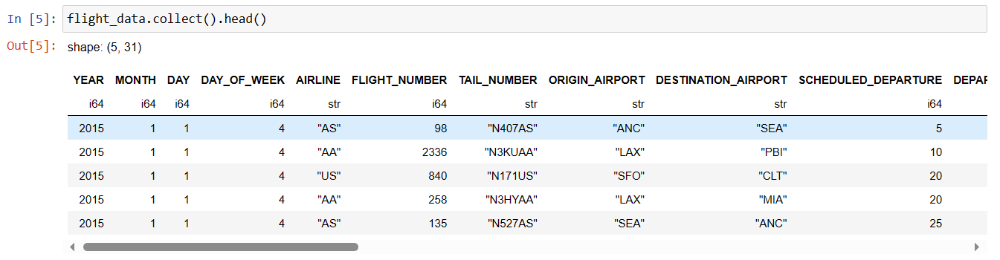 In [5]: flight_data.collect().head()
Out[5]: shape: (5, 31)
YEAR MONTH DAY DAY_OF_WEEK AIRLINE FLIGHT_NUMBER TAIL_NUMBER ORIGIN_AIRPORT DESTINATION_AIRPORT SCHEDULED_DEPARTURE DEPAR
i64 i64 i64 i64 str i64 str str str i64
2015 1 1 4 "AS" 98 "N407AS" "ANC" "SEA" 5
2015 1 1 4 "AA" 2336 "N3KUAA" "LAX" "PBI" 10
2015 1 1 4 "US" 840 "N171US" "SFO" "CLT" 20
2015 1 1 4 "AA" 258 "N3HYAA" "LAX" "MIA" 20
2015 1 1 4 "AS" 135 "N527AS" "SEA" "ANC" 25